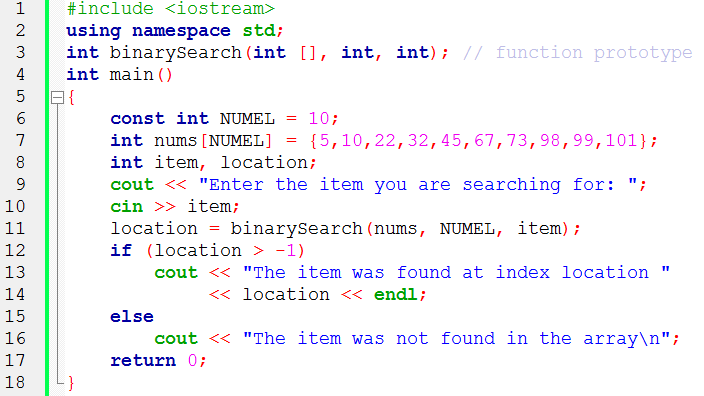 1 #include <iostream>
2 using namespace std;
3 int binarySearch(int [], int, int); // function prototype
4 int main()
5 {
6 const int NUMEL = 10;
7 int nums[NUMEL] = {5,10,22,32,45,67,73,98,99,101};
8 int item, location;
9 cout << "Enter the item you are searching for: ";
10 cin >> item;
11 location = binarySearch(nums, NUMEL, item);
12 if (location > -1)
13 cout << "The item was found at index location "
14 << location << endl;
15 else
16 cout << "The item was not found in the array\n";
17 return 0;
18 }